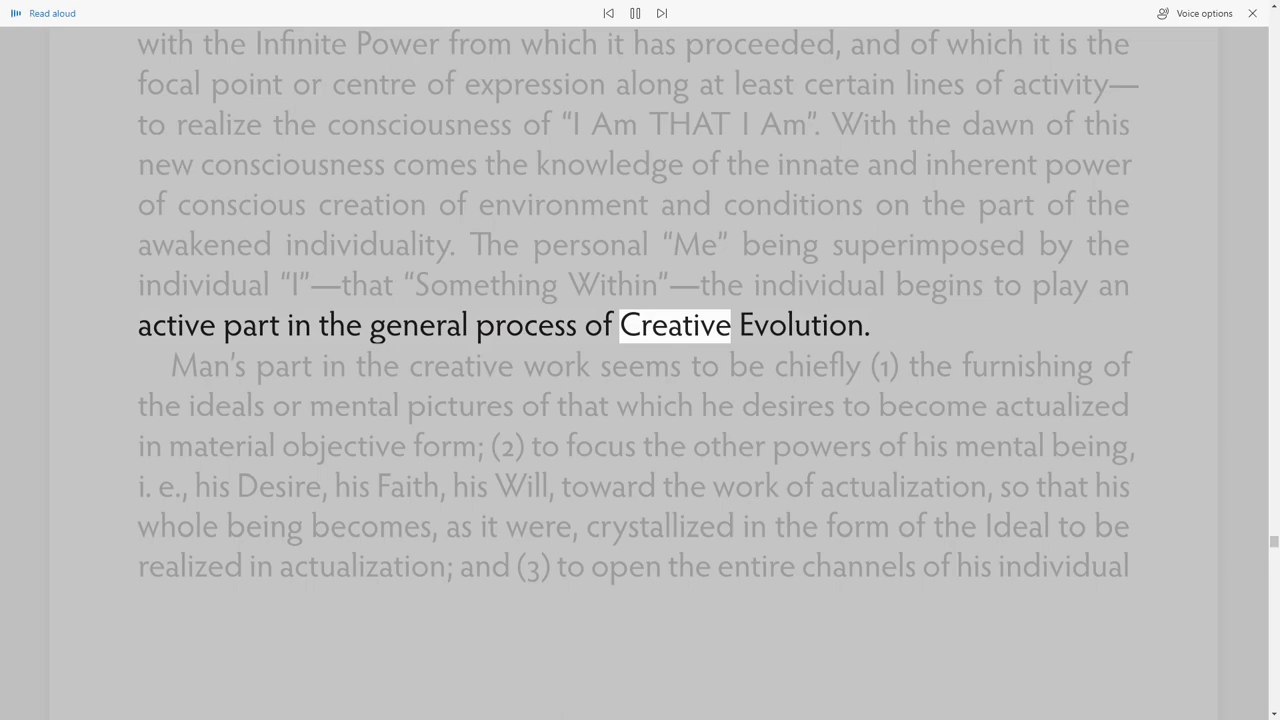 Read aloud
Voice options
with the Infinite Power from which it has proceeded, and of which it is the
focal point or centre of expression along at least certain lines of activity—
to realize the consciousness of “I Am THAT I Am”. With the dawn of this
new consciousness comes the knowledge of the innate and inherent power
of conscious creation of environment and conditions on the part of the
awakened individuality. The personal “Me” being superimposed by the
individual “I”—that “Something Within”—the individual begins to play an
active part in the general process of Creative Evolution.
Man’s part in the creative work seems to be chiefly (1) the furnishing of
the ideals or mental pictures of that which he desires to become actualized
in material objective form; (2) to focus the other powers of his mental being,
i. e., his Desire, his Faith, his Will, toward the work of actualization, so that his
whole being becomes, as it were, crystallized in the form of the Ideal to be
realized in actualization; and (3) to open the entire channels of his individual